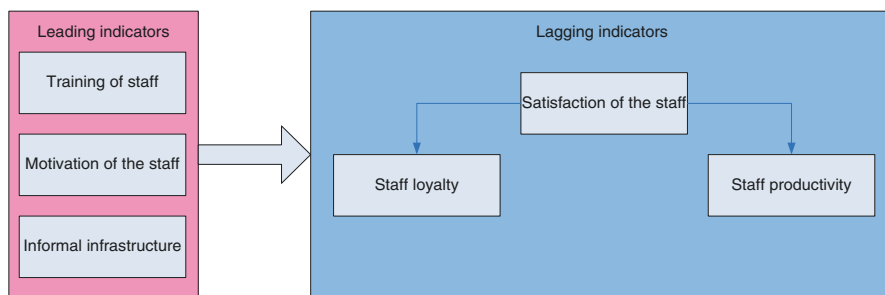 Leading indicators
Training of staff
Motivation of the staff
Informal infrastructure
Lagging indicators
Satisfaction of the staff
Staff loyalty
Staff productivity